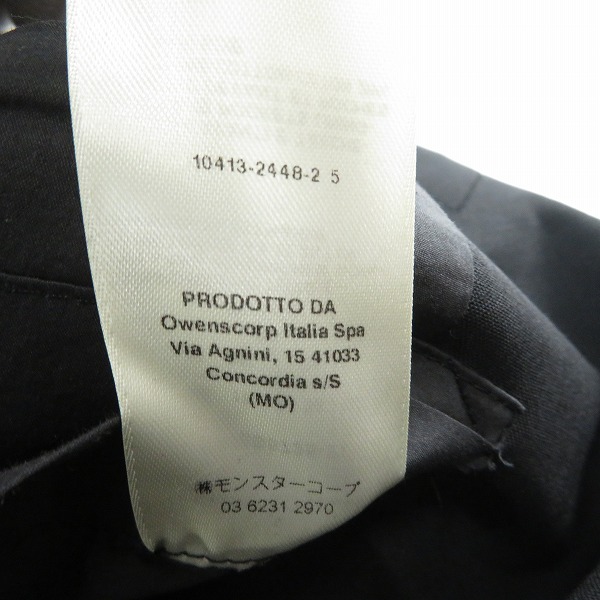 10413-2448-2 5
PRODOTTO DA
Owenscorp Italia Spa
Via Agnini, 15 41033
Concordia s/S
(MO)
㈱モンスターコープ
03 6231 2970